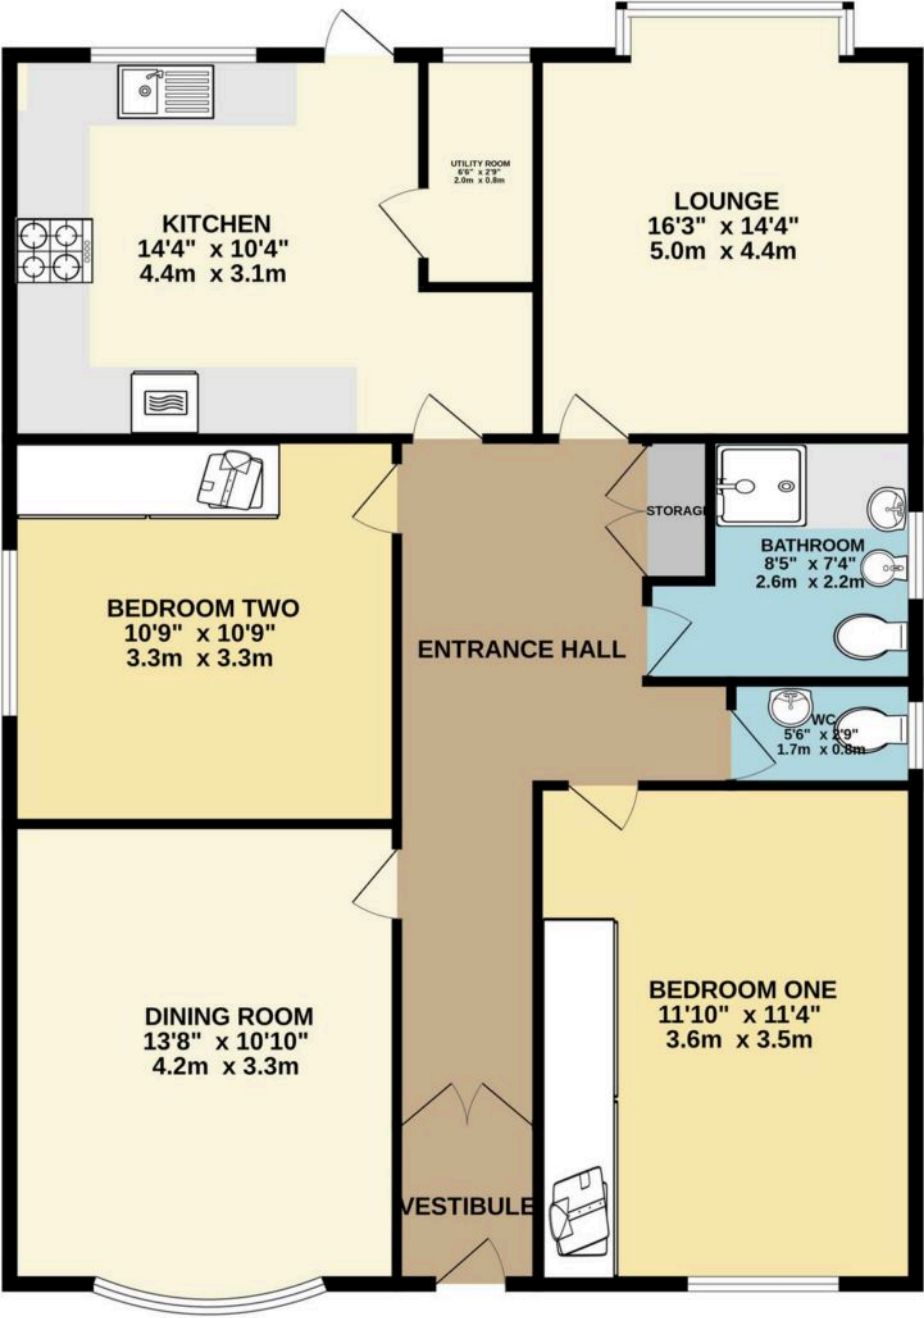 UTILITY ROOM
6'6" x 2'9"
2.0m x 0.8m
KITCHEN
14'4" x 10'4"
4.4m x 3.1m
LOUNGE
16'3" x 14'4"
5.0m x 4.4m
STORAGE
BATHROOM
8'5" x 7'4"
2.6m x 2.2m
BEDROOM TWO
10'9" x 10'9"
3.3m x 3.3m
ENTRANCE HALL
WC
5'6" x 2'9"
1.7m x 0.8m
BEDROOM ONE
11'10" x 11'4"
3.6m x 3.5m
DINING ROOM
13'8" x 10'10"
4.2m x 3.3m
VESTIBULE